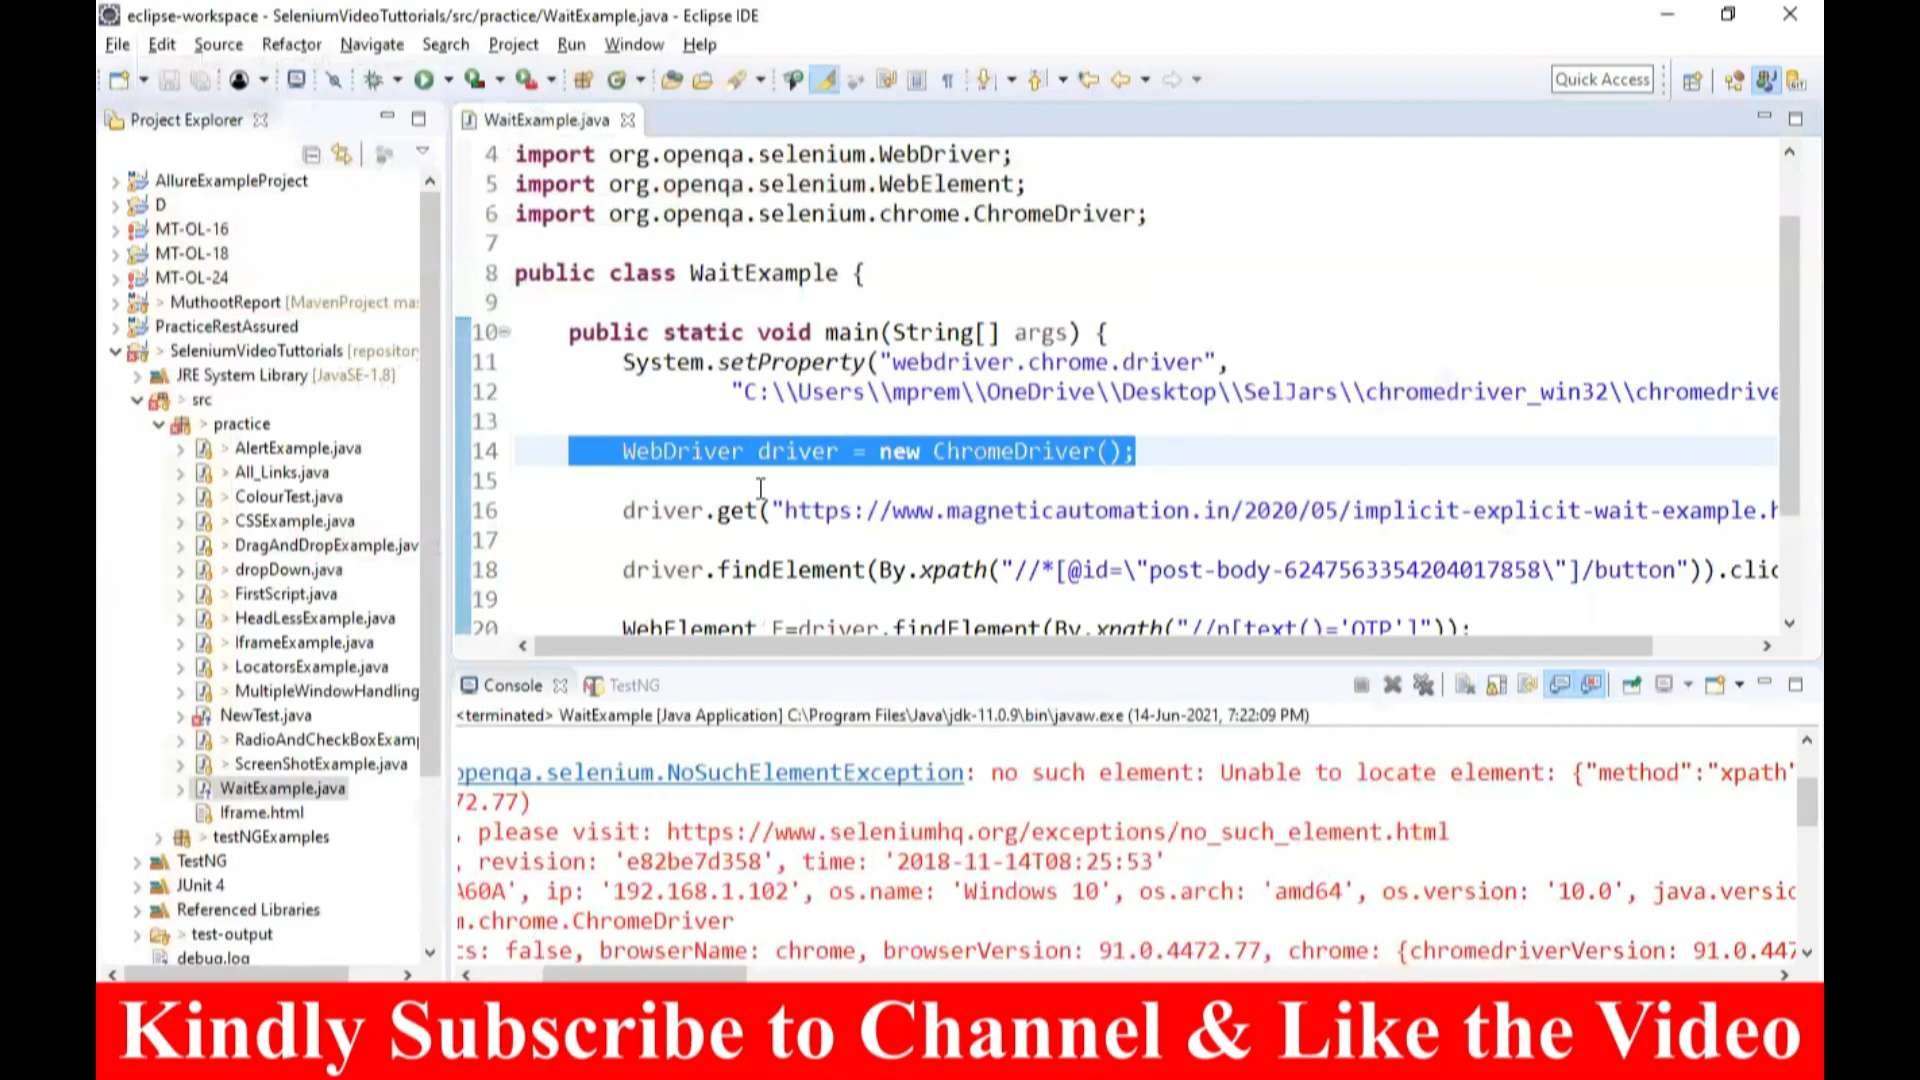 eclipse-workspace - SeleniumVideoTuttorials/src/practice/WaitExample.java - Eclipse IDE
File Edit Source Refactor Navigate Search Project Run Window Help
Quick Access
Project Explorer
AllureExampleProject
D
MT-OL-16
MT-OL-18
MT-OL-24
> MuthootReport [MavenProject ma
PracticeRestAssured
> SeleniumVideoTuttorials [repositor
JRE System Library [JavaSE-1.8]
> src
> practice
> AlertExample.java
> All_Links.java
> ColourTest.java
> CSSExample.java
> DragAndDropExample.jav
> dropDown.java
> FirstScript.java
> HeadLessExample.java
> IframeExample.java
> LocatorsExample.java
> MultipleWindowHandling
NewTest.java
> RadioAndCheckBoxExam
> ScreenShotExample.java
WaitExample.java
Iframe.html
> testNGExamples
TestNG
JUnit 4
Referenced Libraries
> test-output
debug.log
WaitExample.java
4 import org.openqa.selenium.WebDriver;
5 import org.openqa.selenium.WebElement;
6 import org.openqa.selenium.chrome.ChromeDriver;
7
8 public class WaitExample {
9
10 public static void main(String[] args) {
11 System.setProperty("webdriver.chrome.driver",
12 "C:\\Users\\mprem\\OneDrive\\Desktop\\SelJars\\chromedriver_win32\\chromedrive
13
14 WebDriver driver = new ChromeDriver();
15
16 driver.get("https://www.magneticautomation.in/2020/05/implicit-explicit-wait-example.h
17
18 driver.findElement(By.xpath("//*[@id=\"post-body-6247563354204017858\"]/button")).clic
19
20 WebElement E=driver.findElement(By.xpath("//p[text()='OTP']"));
Console TestNG
<terminated> WaitExample [Java Application] C:\Program Files\Java\jdk-11.0.9\bin\javaw.exe (14-Jun-2021, 7:22:09 PM)
openqa.selenium.NoSuchElementException: no such element: Unable to locate element: {"method":"xpath"
72.77)
, please visit: https://www.seleniumhq.org/exceptions/no_such_element.html
, revision: 'e82be7d358', time: '2018-11-14T08:25:53'
A60A', ip: '192.168.1.102', os.name: 'Windows 10', os.arch: 'amd64', os.version: '10.0', java.versio
m.chrome.ChromeDriver
ts: false, browserName: chrome, browserVersion: 91.0.4472.77, chrome: {chromedriverVersion: 91.0.447
Kindly Subscribe to Channel & Like the Video